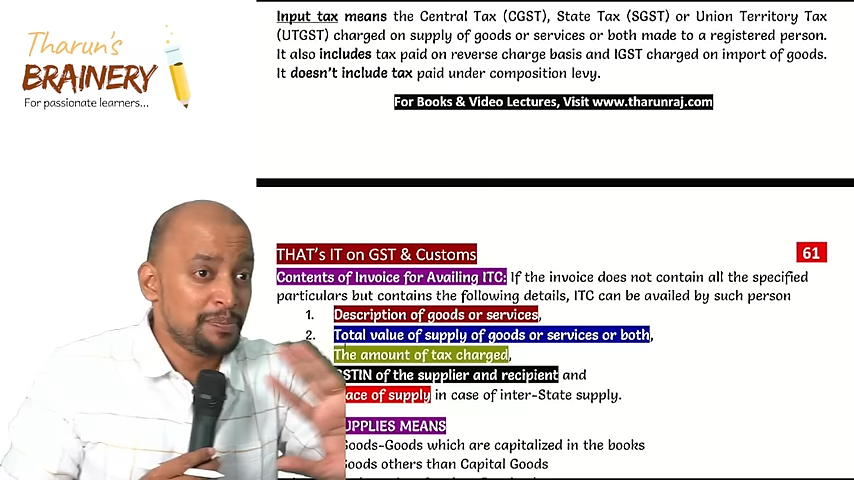 Tharun's
BRAINERY
For passionate learners...
Input tax means the Central Tax (CGST), State Tax (SGST) or Union Territory Tax
(UTGST) charged on supply of goods or services or both made to a registered person.
It also includes tax paid on reverse charge basis and IGST charged on import of goods.
It doesn't include tax paid under composition levy.
For Books & Video Lectures, Visit www.tharunraj.com
THAT's IT on GST & Customs
61
Contents of Invoice for Availing ITC: If the invoice does not contain all the specified
particulars but contains the following details, ITC can be availed by such person
1. Description of goods or services,
2. Total value of supply of goods or services or both,
The amount of tax charged,
GSTIN of the supplier and recipient and
ace of supply in case of inter-State supply.
UPPLIES MEANS
Goods-Goods which are capitalized in the books
Goods others than Capital Goods